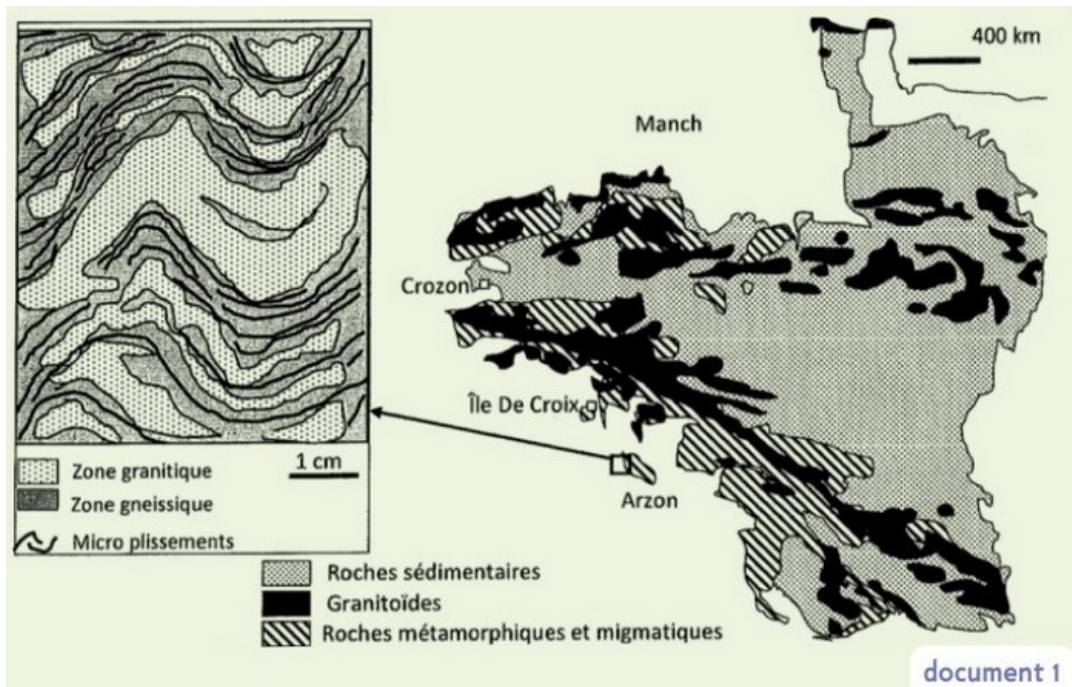 400 km
Manch
Crozon
Île De Croix
Arzon
1 cm
Zone granitique
Zone gneissique
Micro plissements
Roches sédimentaires
Granitoïdes
Roches métamorphiques et migmatiques
document 1